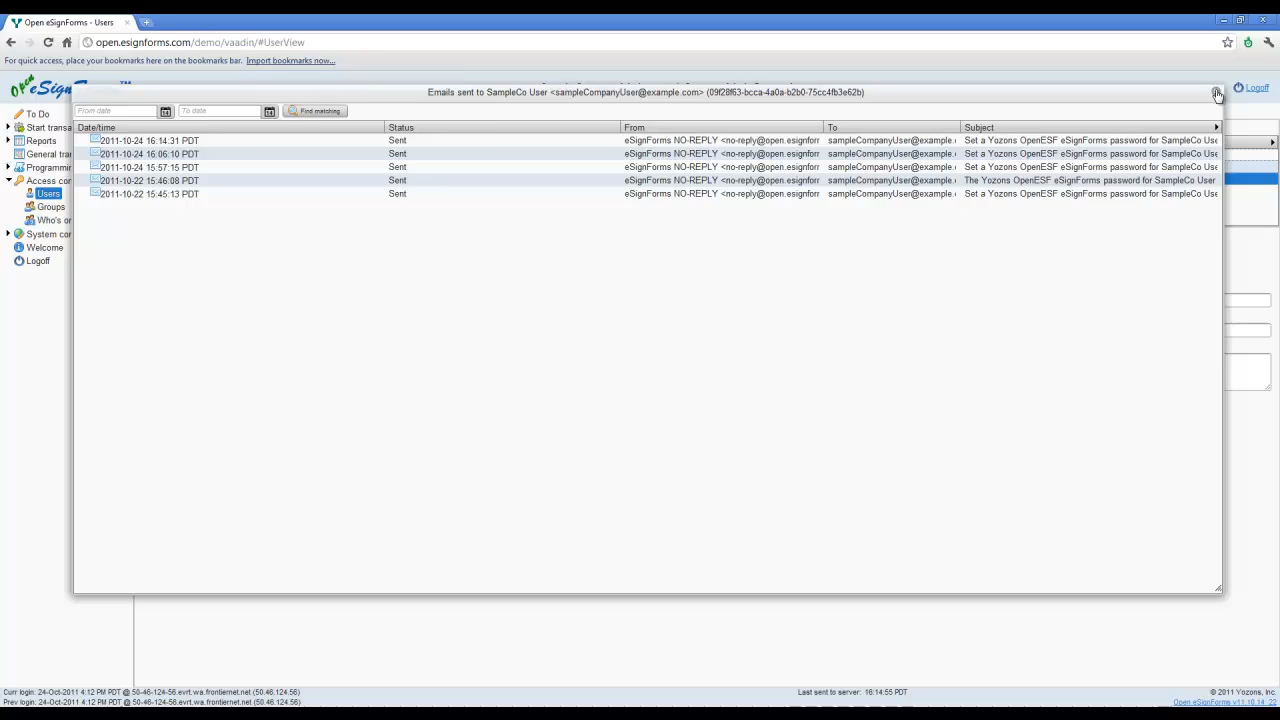 Open eSignForms - Users
open.esignforms.com/demo/vaadin/#UserView
For quick access, place your bookmarks here on the bookmarks bar. Import bookmarks now...
Open eSign
Logoff
Emails sent to SampleCo User <sampleCompanyUser@example.com> (09f28f63-bcca-4a0a-b2b0-75cc4fb3e62b)
From date To date Find matching
Date/time Status From To Subject
2011-10-24 16:14:31 PDT Sent eSignForms NO-REPLY <no-reply@open.esignforr sampleCompanyUser@example. Set a Yozons OpenESF eSignForms password for SampleCo Use
2011-10-24 16:06:10 PDT Sent eSignForms NO-REPLY <no-reply@open.esignforr sampleCompanyUser@example. Set a Yozons OpenESF eSignForms password for SampleCo Use
2011-10-24 15:57:15 PDT Sent eSignForms NO-REPLY <no-reply@open.esignforr sampleCompanyUser@example. Set a Yozons OpenESF eSignForms password for SampleCo Use
2011-10-22 15:46:08 PDT Sent eSignForms NO-REPLY <no-reply@open.esignforr sampleCompanyUser@example. The Yozons OpenESF eSignForms password for SampleCo User
2011-10-22 15:45:13 PDT Sent eSignForms NO-REPLY <no-reply@open.esignforr sampleCompanyUser@example. Set a Yozons OpenESF eSignForms password for SampleCo Use
To Do
Start transa
Reports
General trar
Programmin
Access cor
Users
Groups
Who's or
System cor
Welcome
Logoff
Curr login: 24-Oct-2011 4:12 PM PDT @ 50-46-124-56.evrt.wa.frontiernet.net (50.46.124.56)
Prev login: 24-Oct-2011 4:12 PM PDT @ 50-46-124-56.evrt.wa.frontiernet.net (50.46.124.56)
Last sent to server: 16:14:55 PDT
© 2011 Yozons, Inc.
Open eSignForms v11.10.14_22